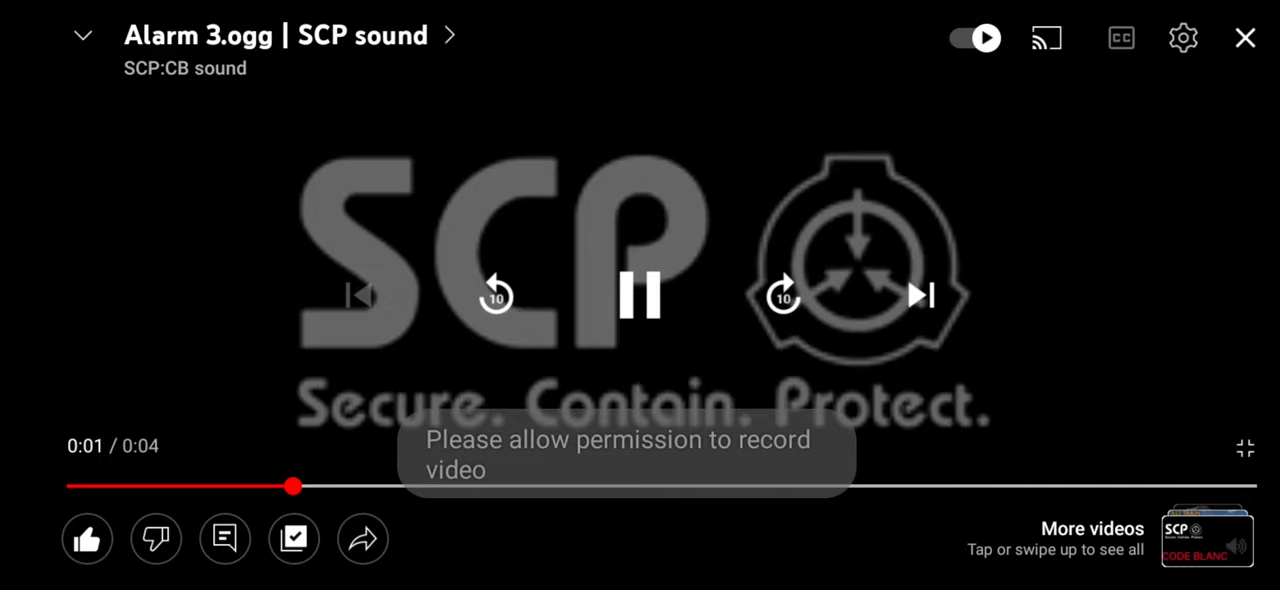 Alarm 3.ogg | SCP sound
SCP:CB sound
CC
SCP
10
10
Secure. Contain. Protect.
Please allow permission to record
video
0:01 / 0:04
More videos
Tap or swipe up to see all
SCP
CODE BLANC